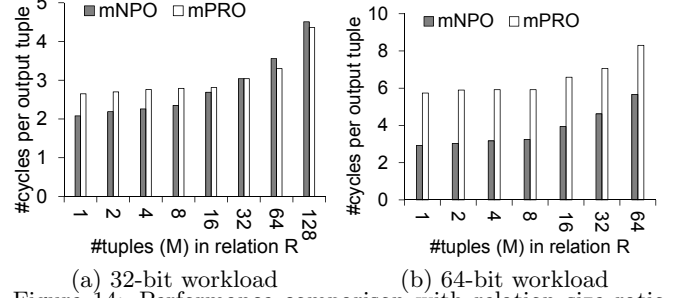 mNPO mPRO
#cycles per output tuple
5
4
3
2
1
0
1 2 4 8 16 32 64 128
#tuples (M) in relation R
(a) 32-bit workload
mNPO mPRO
#cycles per output tuple
10
8
6
4
2
0
1 2 4 8 16 32 64
#tuples (M) in relation R
(b) 64-bit workload
Figure 14: Performance comparison with relation size ratio